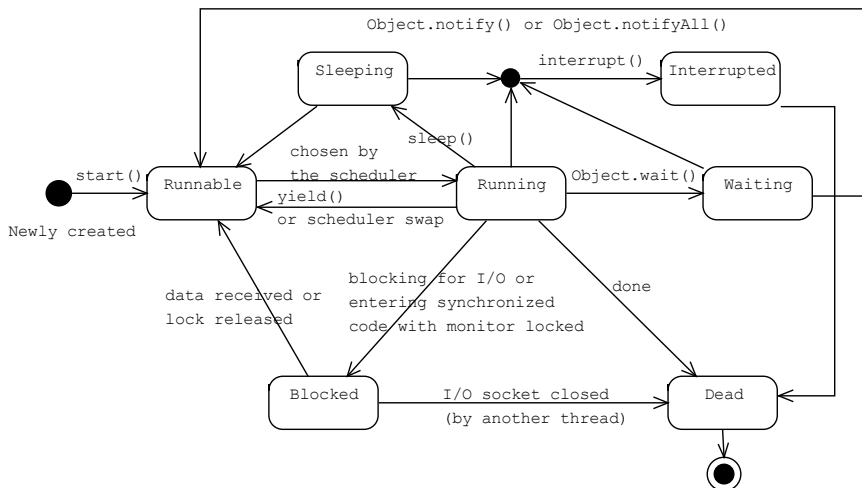 Object.notify() or Object.notifyAll()
Sleeping
interrupt()
Interrupted
sleep()
start()
Runnable
chosen by
the scheduler
Running
Object.wait()
Waiting
yield()
or scheduler swap
Newly created
data received or
lock released
blocking for I/O or
entering synchronized
code with monitor locked
done
Blocked
I/O socket closed
(by another thread)
Dead